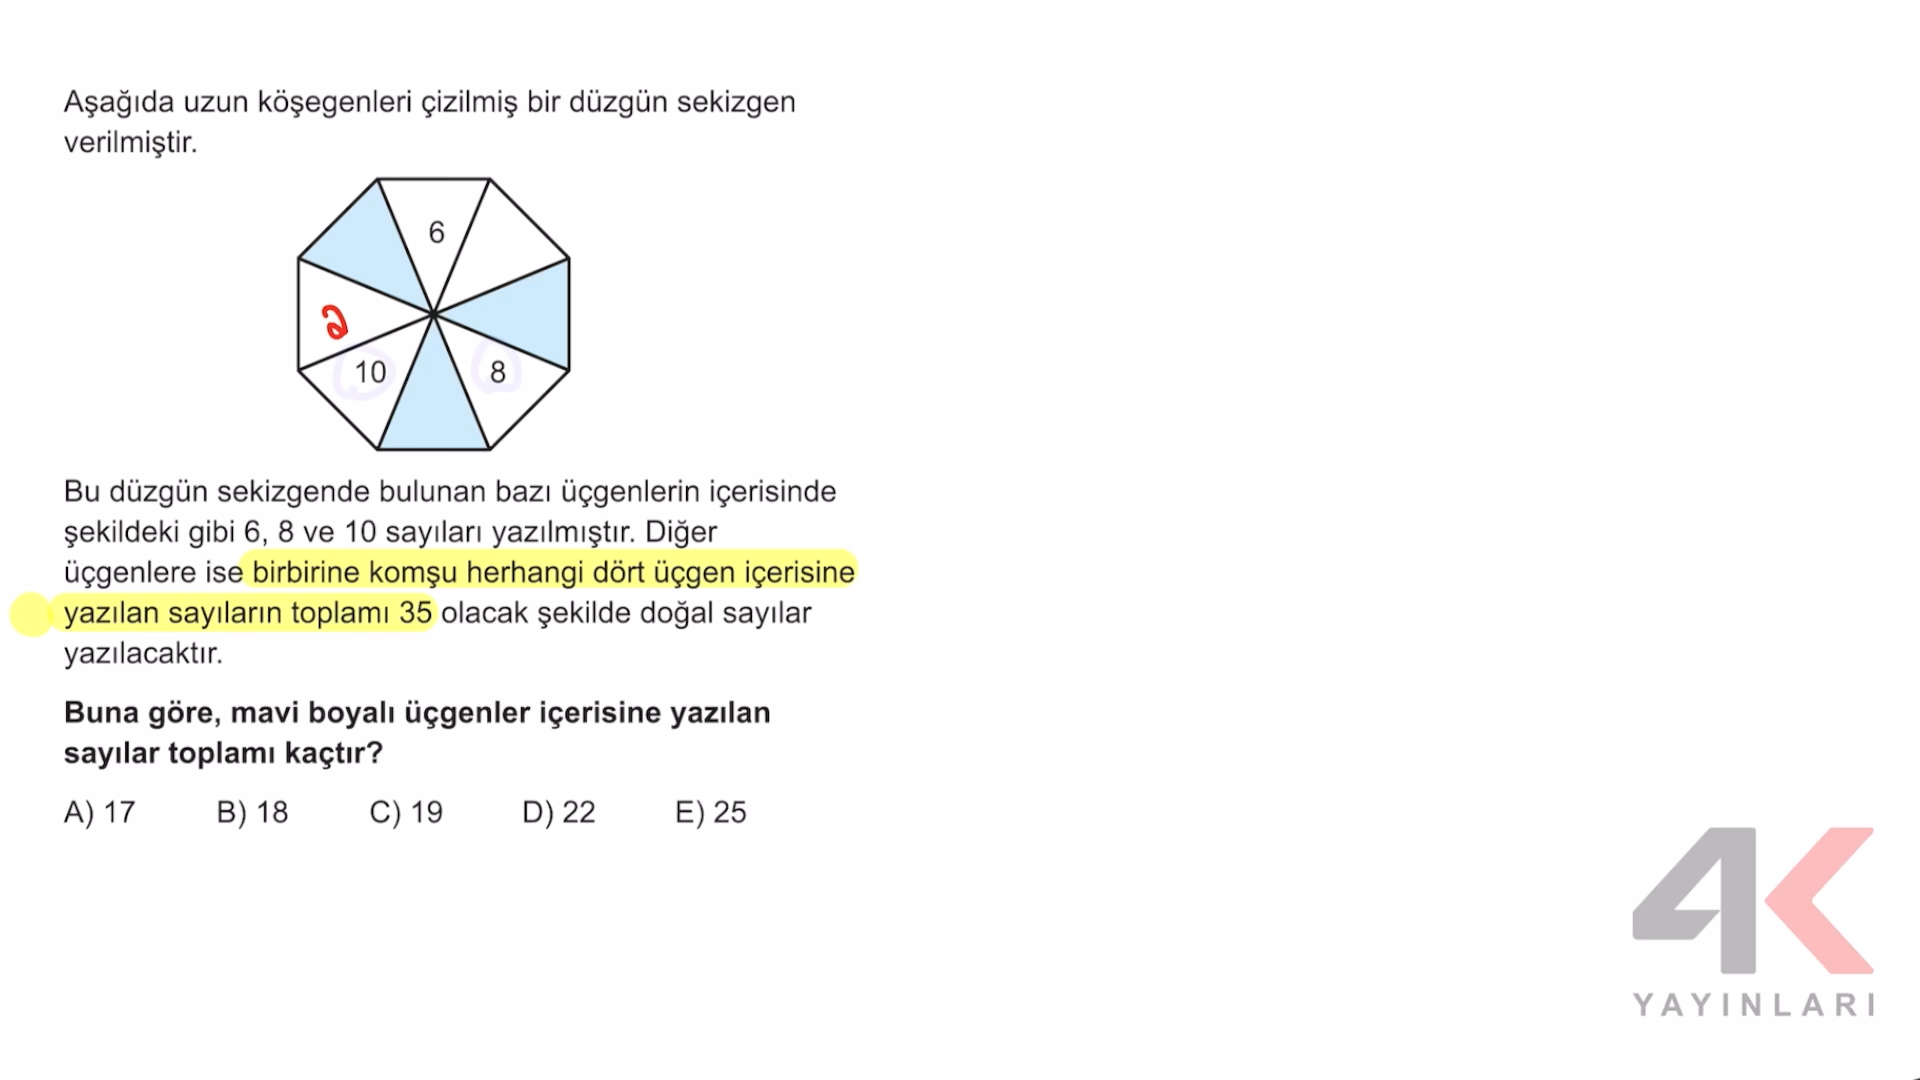 Aşağıda uzun köşegenleri çizilmiş bir düzgün sekizgen
verilmiştir.
6
a
10
8
Bu düzgün sekizgende bulunan bazı üçgenlerin içerisinde
şekildeki gibi 6, 8 ve 10 sayıları yazılmıştır. Diğer
üçgenlere ise birbirine komşu herhangi dört üçgen içerisine
yazılan sayıların toplamı 35 olacak şekilde doğal sayılar
yazılacaktır.
Buna göre, mavi boyalı üçgenler içerisine yazılan
sayılar toplamı kaçtır?
A) 17 B) 18 C) 19 D) 22 E) 25
4K
YAYINLARI